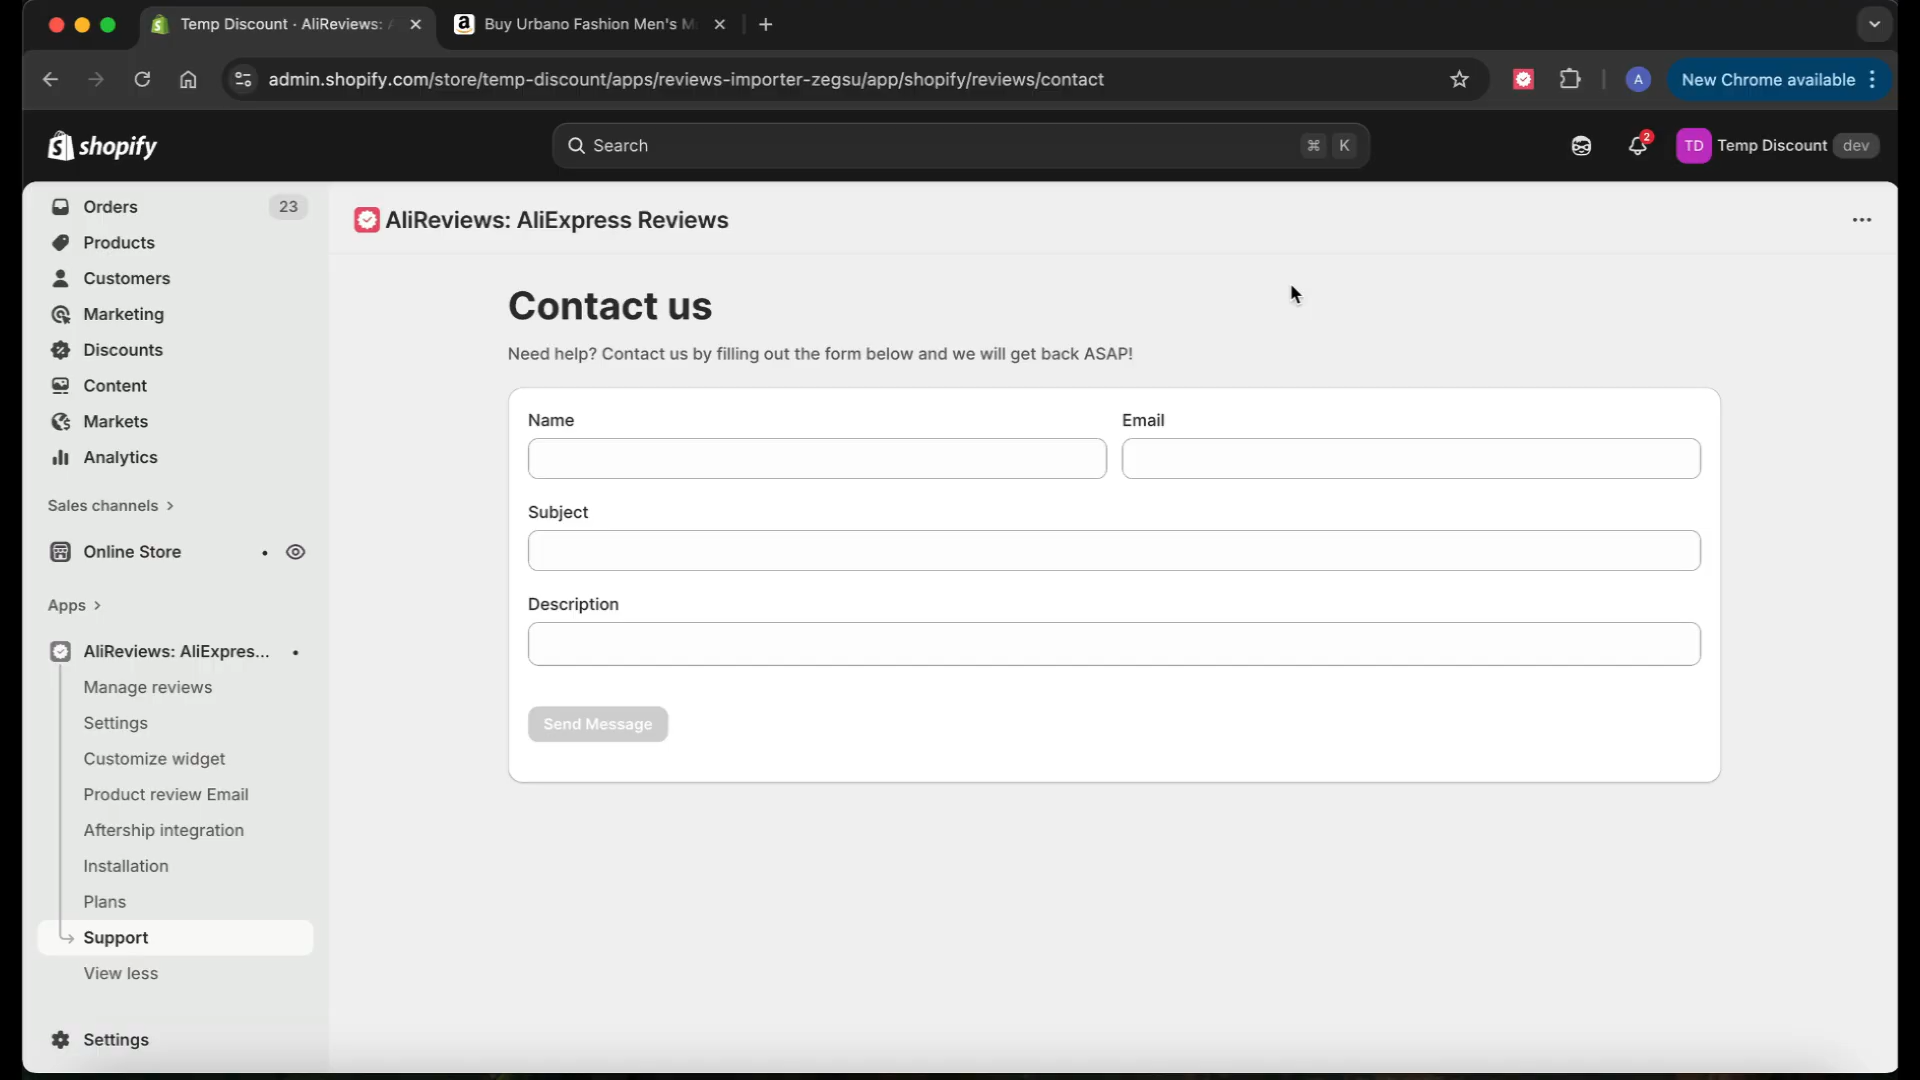 Temp Discount · AliReviews:
Buy Urbano Fashion Men's M
admin.shopify.com/store/temp-discount/apps/reviews-importer-zegsu/app/shopify/reviews/contact
A
New Chrome available
shopify
Search
⌘ K
2
TD
Temp Discount
dev
Orders
23
Products
Customers
Marketing
Discounts
Content
Markets
Analytics
Sales channels
Online Store
Apps
AliReviews: AliExpres...
Manage reviews
Settings
Customize widget
Product review Email
Aftership integration
Installation
Plans
Support
View less
Settings
AliReviews: AliExpress Reviews
Contact us
Need help? Contact us by filling out the form below and we will get back ASAP!
Name
Email
Subject
Description
Send Message